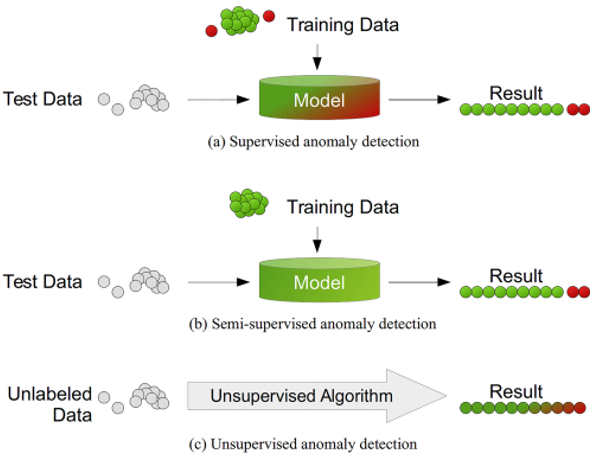 Training Data
Test Data
Model
Result
(a) Supervised anomaly detection
Training Data
Test Data
Model
Result
(b) Semi-supervised anomaly detection
Unlabeled
Data
Unsupervised Algorithm
Result
(c) Unsupervised anomaly detection